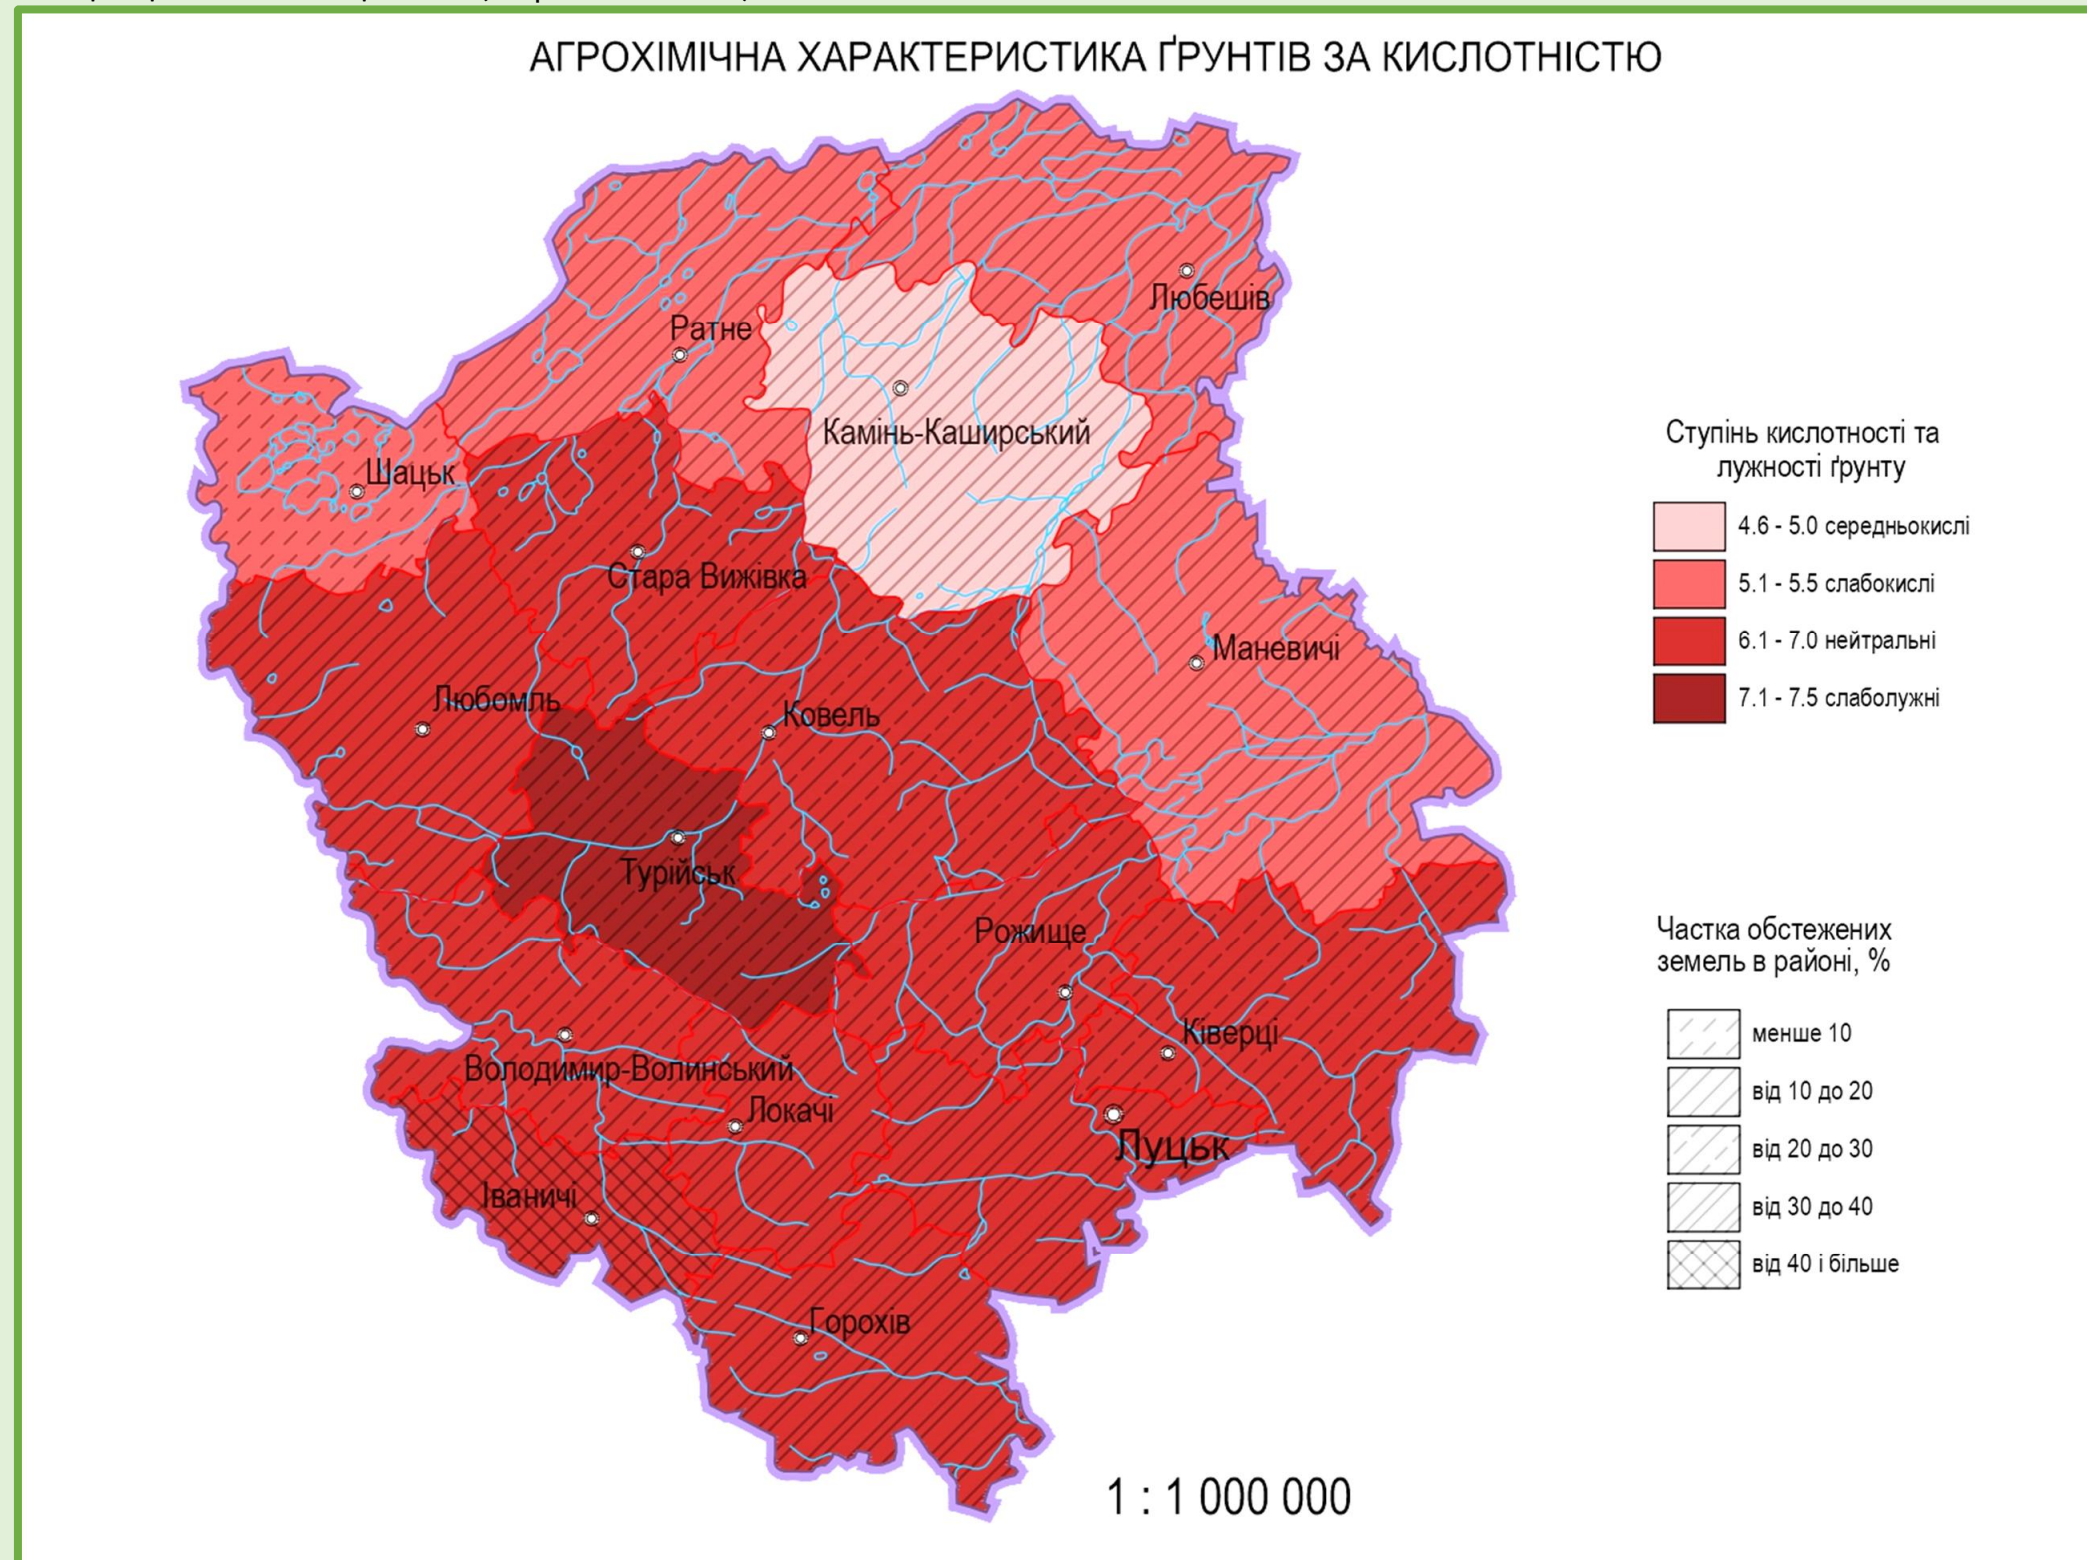 АГРОХІМІЧНА ХАРАКТЕРИСТИКА ҐРУНТІВ ЗА КИСЛОТНІСТЮ
Любешів
Ратне
Камінь-Каширський
Шацьк
Стара Вижівка
Маневичі
Любомль
Ковель
Турійськ
Рожище
Ківерці
Володимир-Волинський
Локачі
Луцьк
Іваничі
Горохів
1 : 1 000 000
Ступінь кислотності та
лужності ґрунту
4.6 - 5.0 середньокислі
5.1 - 5.5 слабокислі
6.1 - 7.0 нейтральні
7.1 - 7.5 слаболужні
Частка обстежених
земель в районі, %
менше 10
від 10 до 20
від 20 до 30
від 30 до 40
від 40 і більше